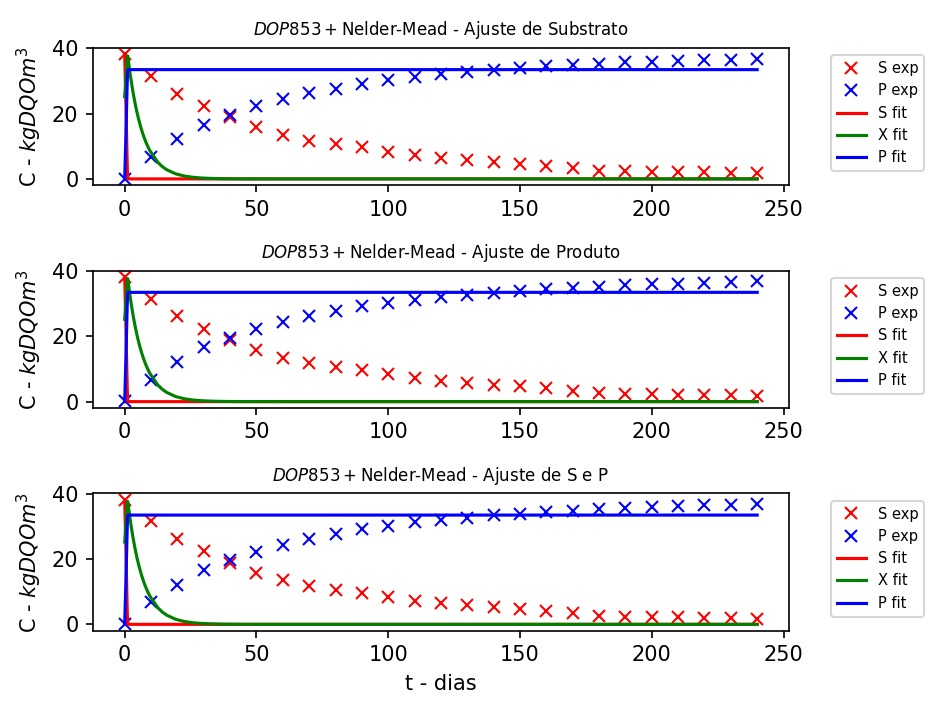 DOP853 + Nelder-Mead - Ajuste de Substrato
C - kgDQOm³
40
20
0
0 50 100 150 200 250
S exp
P exp
S fit
X fit
P fit
DOP853 + Nelder-Mead - Ajuste de Produto
C - kgDQOm³
40
20
0
0 50 100 150 200 250
S exp
P exp
S fit
X fit
P fit
DOP853 + Nelder-Mead - Ajuste de S e P
C - kgDQOm³
40
20
0
0 50 100 150 200 250
t - dias
S exp
P exp
S fit
X fit
P fit